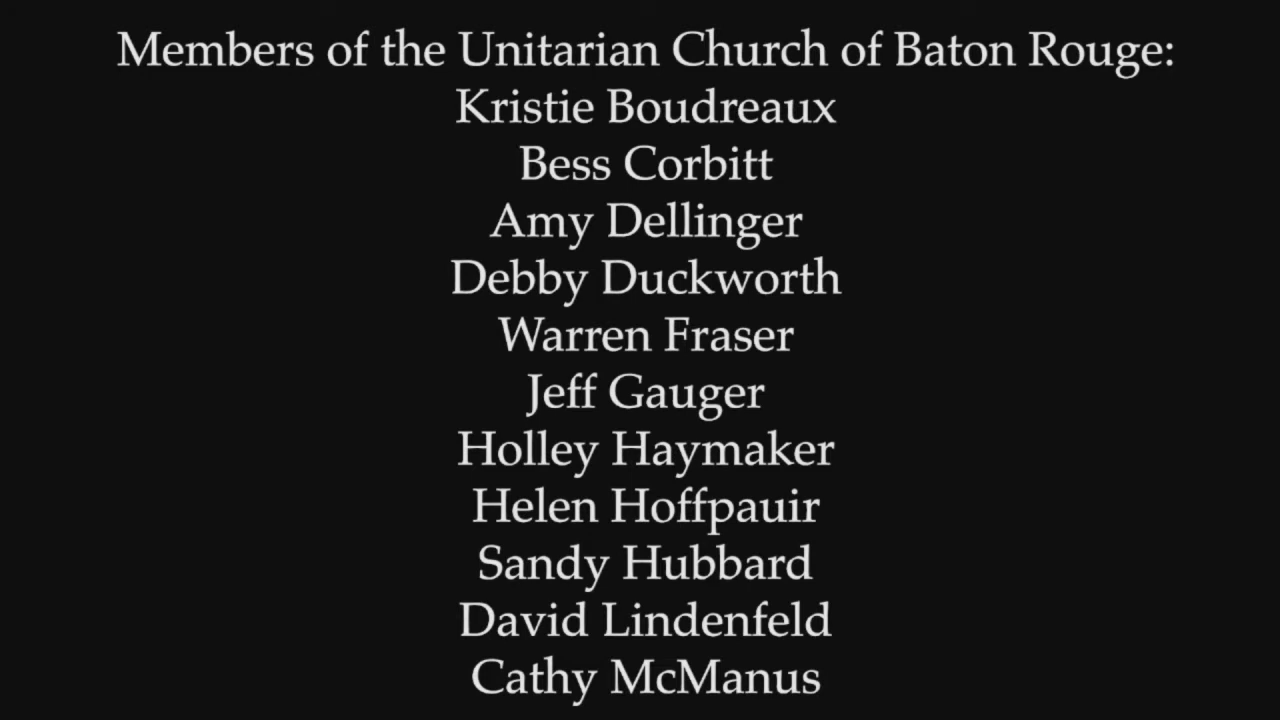 Members of the Unitarian Church of Baton Rouge:
Kristie Boudreaux
Bess Corbitt
Amy Dellinger
Debby Duckworth
Warren Fraser
Jeff Gauger
Holley Haymaker
Helen Hoffpauir
Sandy Hubbard
David Lindenfeld
Cathy McManus